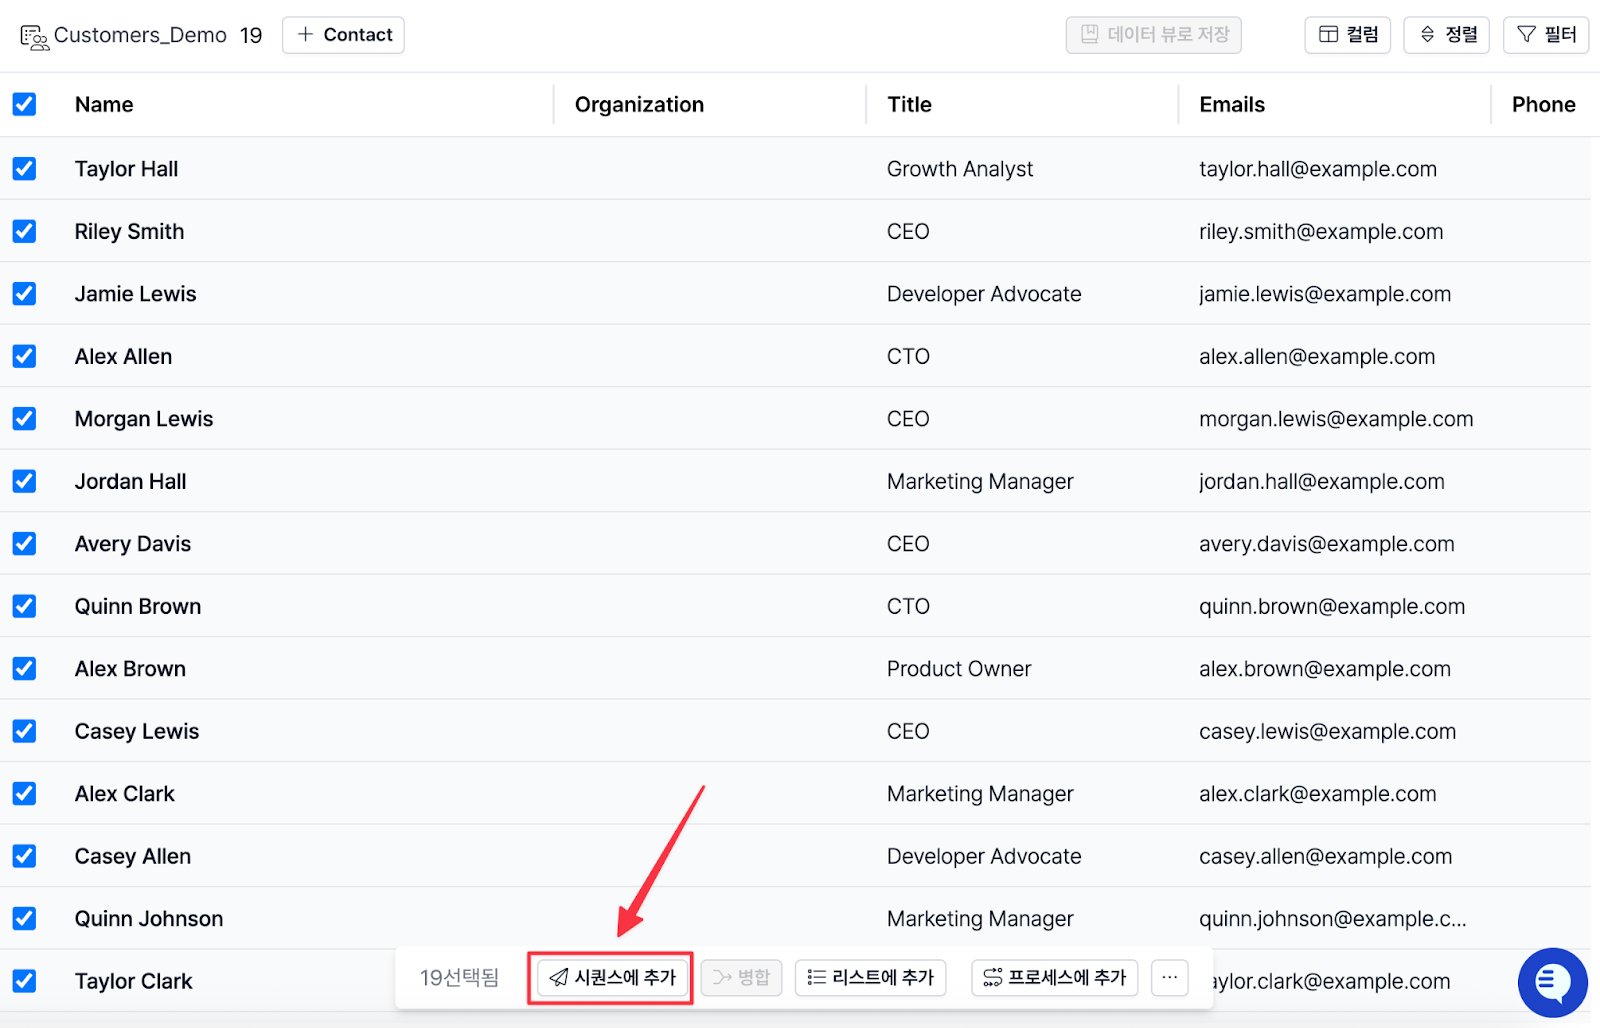 Customers_Demo 19 + Contact 데이터 뷰로 저장 컬럼 정렬 필터
Name Organization Title Emails Phone
Taylor Hall Growth Analyst taylor.hall@example.com
Riley Smith CEO riley.smith@example.com
Jamie Lewis Developer Advocate jamie.lewis@example.com
Alex Allen CTO alex.allen@example.com
Morgan Lewis CEO morgan.lewis@example.com
Jordan Hall Marketing Manager jordan.hall@example.com
Avery Davis CEO avery.davis@example.com
Quinn Brown CTO quinn.brown@example.com
Alex Brown Product Owner alex.brown@example.com
Casey Lewis CEO casey.lewis@example.com
Alex Clark Marketing Manager alex.clark@example.com
Casey Allen Developer Advocate casey.allen@example.com
Quinn Johnson Marketing Manager quinn.johnson@example.c...
Taylor Clark aylor.clark@example.com
19선택됨 시퀀스에 추가 병합 리스트에 추가 프로세스에 추가 ...